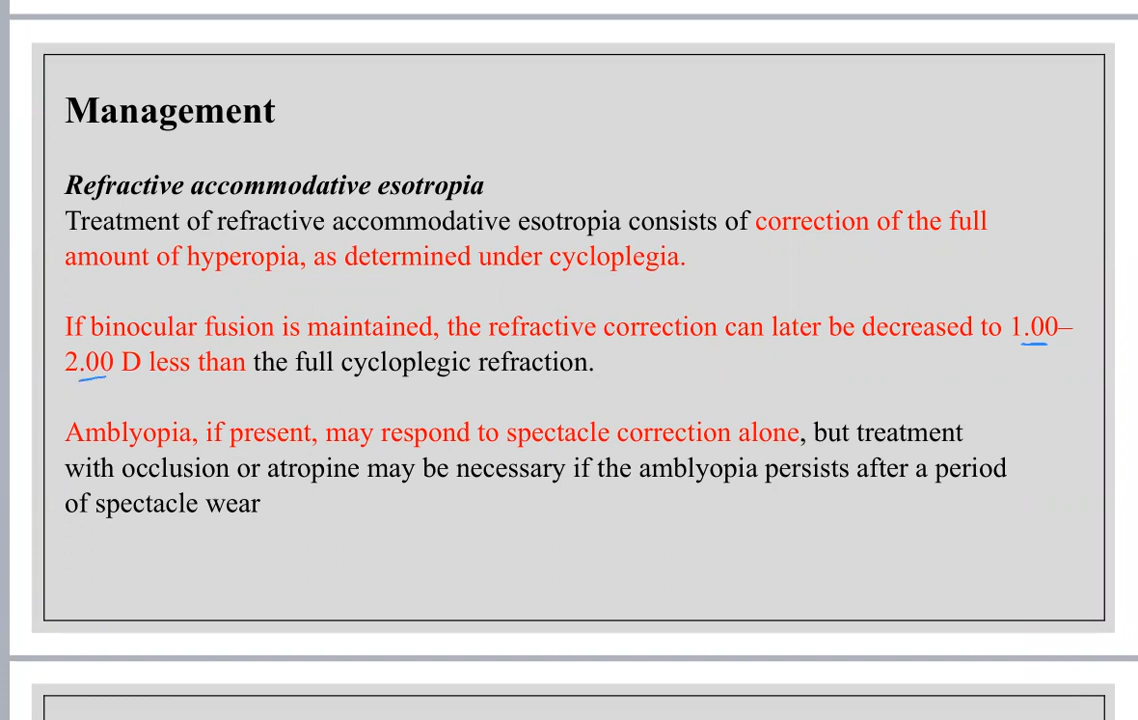 Management
Refractive accommodative esotropia
Treatment of refractive accommodative esotropia consists of correction of the full
amount of hyperopia, as determined under cycloplegia.
If binocular fusion is maintained, the refractive correction can later be decreased to 1.00–
2.00 D less than the full cycloplegic refraction.
Amblyopia, if present, may respond to spectacle correction alone, but treatment
with occlusion or atropine may be necessary if the amblyopia persists after a period
of spectacle wear